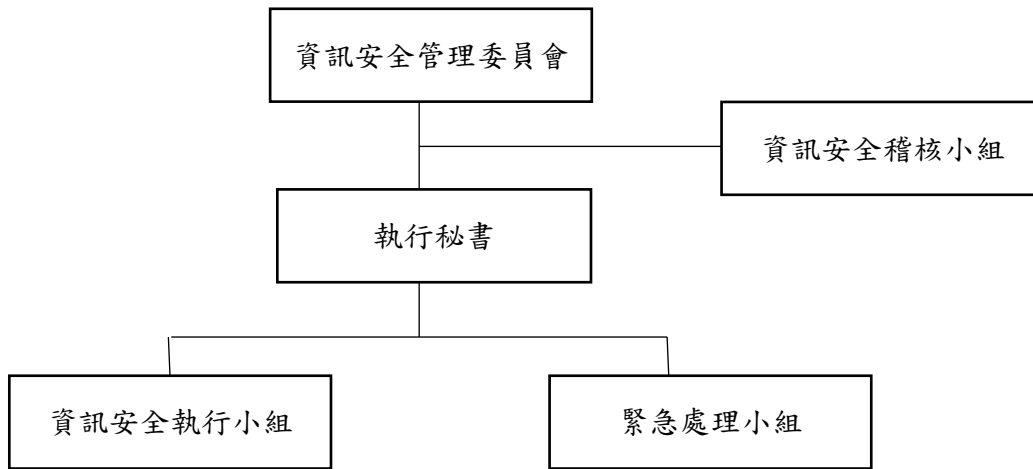 資訊安全管理委員會
資訊安全稽核小組
執行秘書
資訊安全執行小組
緊急處理小組